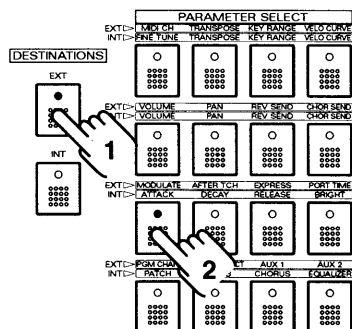 PARAMETER SELECT
EXT▷ MIDI CH TRANSPOSE KEY RANGE VELO CURVE
INT▷ FINE TUNE TRANSPOSE KEY RANGE VELO CURVE
DESTINATIONS
EXT
EXT▷ VOLUME PAN REV SEND CHOR SEND
INT▷ VOLUME PAN REV SEND CHOR SEND
1
INT
EXT▷ MODULATE AFTER TCH EXPRESS PORT TIME
INT▷ ATTACK DECAY RELEASE BRIGHT
2
EXT▷ PGM CHAN AUX 1 AUX 2
INT▷ PATCH CHORUS EQUALIZER